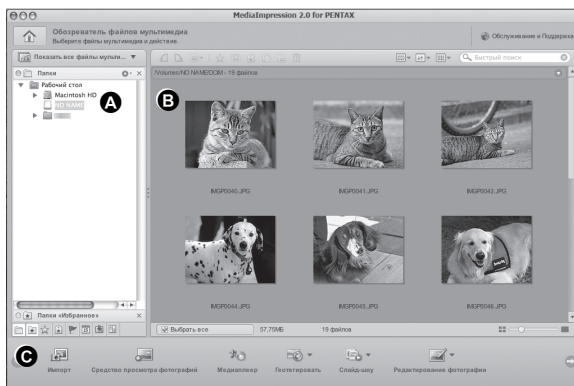 MediaImpression 2.0 for PENTAX
Обозреватель файлов мультимедиа
Выберите файлы мультимедиа и действие.
Обслуживание и Поддержка
Показать все файлы мульти...
Быстрый поиск
Папки
/Volumes/NO NAME/DCIM - 19 файлов
Рабочий стол
Macintosh HD
NO NAME
A
B
IMGP0040.JPG
IMGP0041.JPG
IMGP0042.JPG
IMGP0044.JPG
IMGP0045.JPG
IMGP0046.JPG
Папки «Избранное»
Выбрать все
57,75МБ
19 файлов
C
Импорт
Средство просмотра фотографий
Медиаплеер
Геотегировать
Слайд-шоу
Редактирование фотографии